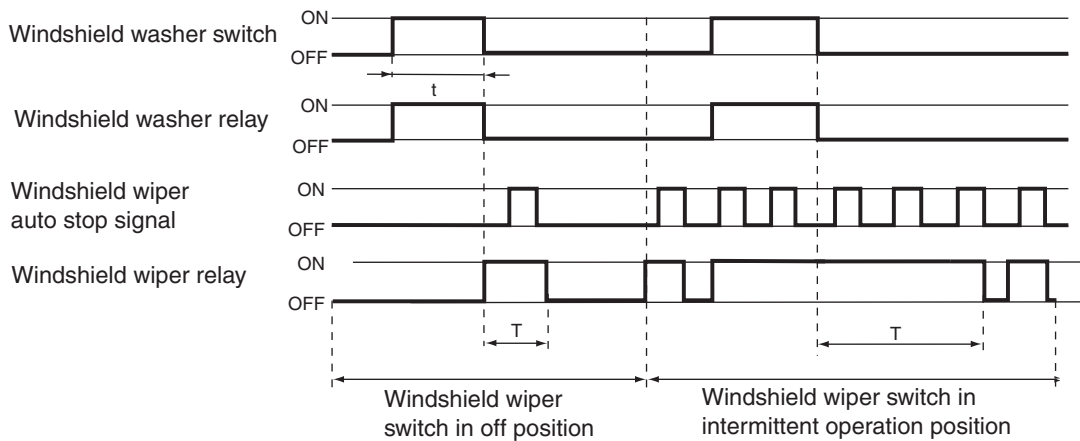 ON
Windshield washer switch
OFF
t
ON
Windshield washer relay
OFF
Windshield wiper
auto stop signal
ON
OFF
Windshield wiper relay
ON
OFF
T
T
Windshield wiper
switch in off position
Windshield wiper switch in
intermittent operation position